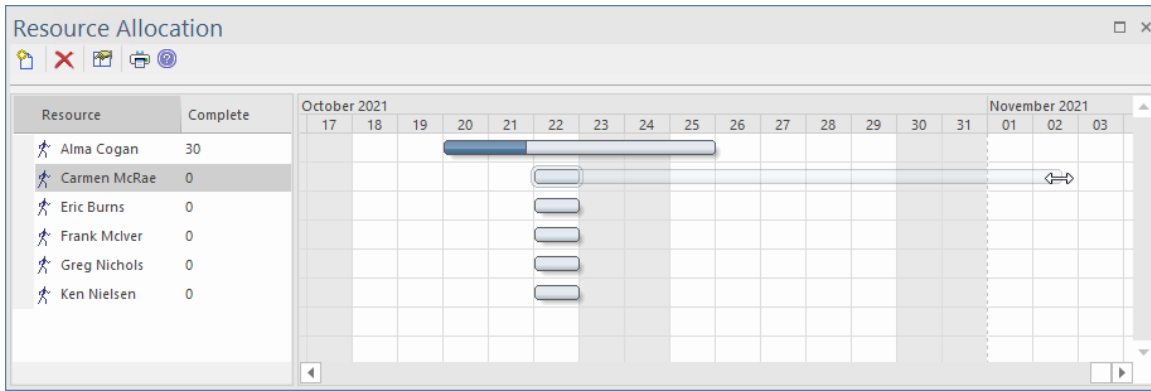 Resource Allocation
Resource Complete
October 2021 November 2021
17 18 19 20 21 22 23 24 25 26 27 28 29 30 31 01 02 03
Alma Cogan 30
Carmen McRae 0
Eric Burns 0
Frank McIver 0
Greg Nichols 0
Ken Nielsen 0